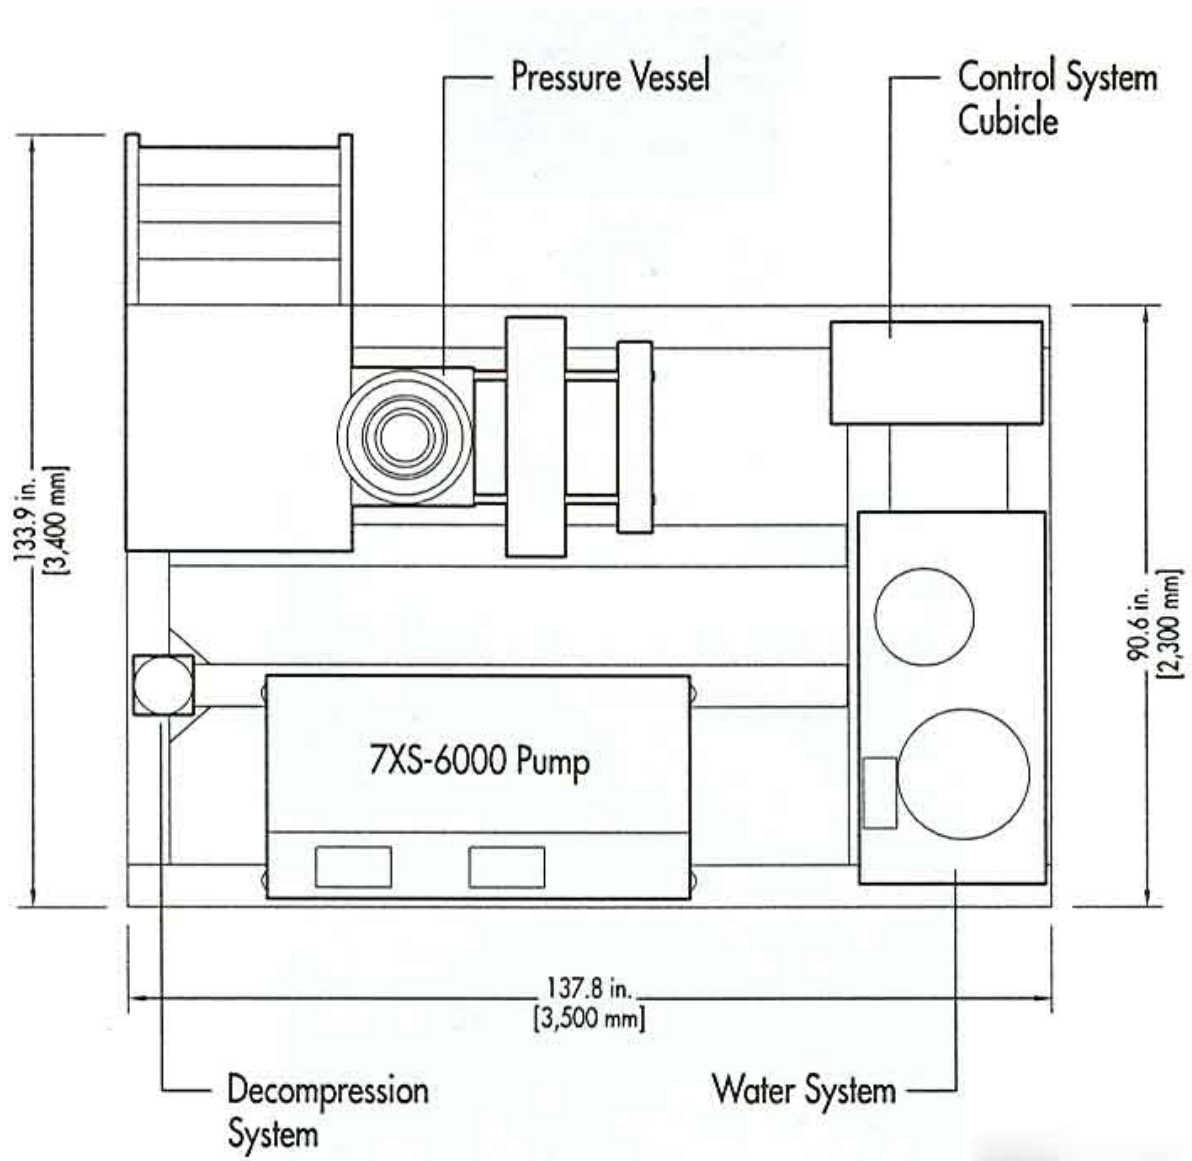 Pressure Vessel
Control System
Cubicle
133.9 in.
[3,400 mm]
90.6 in.
[2,300 mm]
7XS-6000 Pump
137.8 in.
[3,500 mm]
Decompression
System
Water System